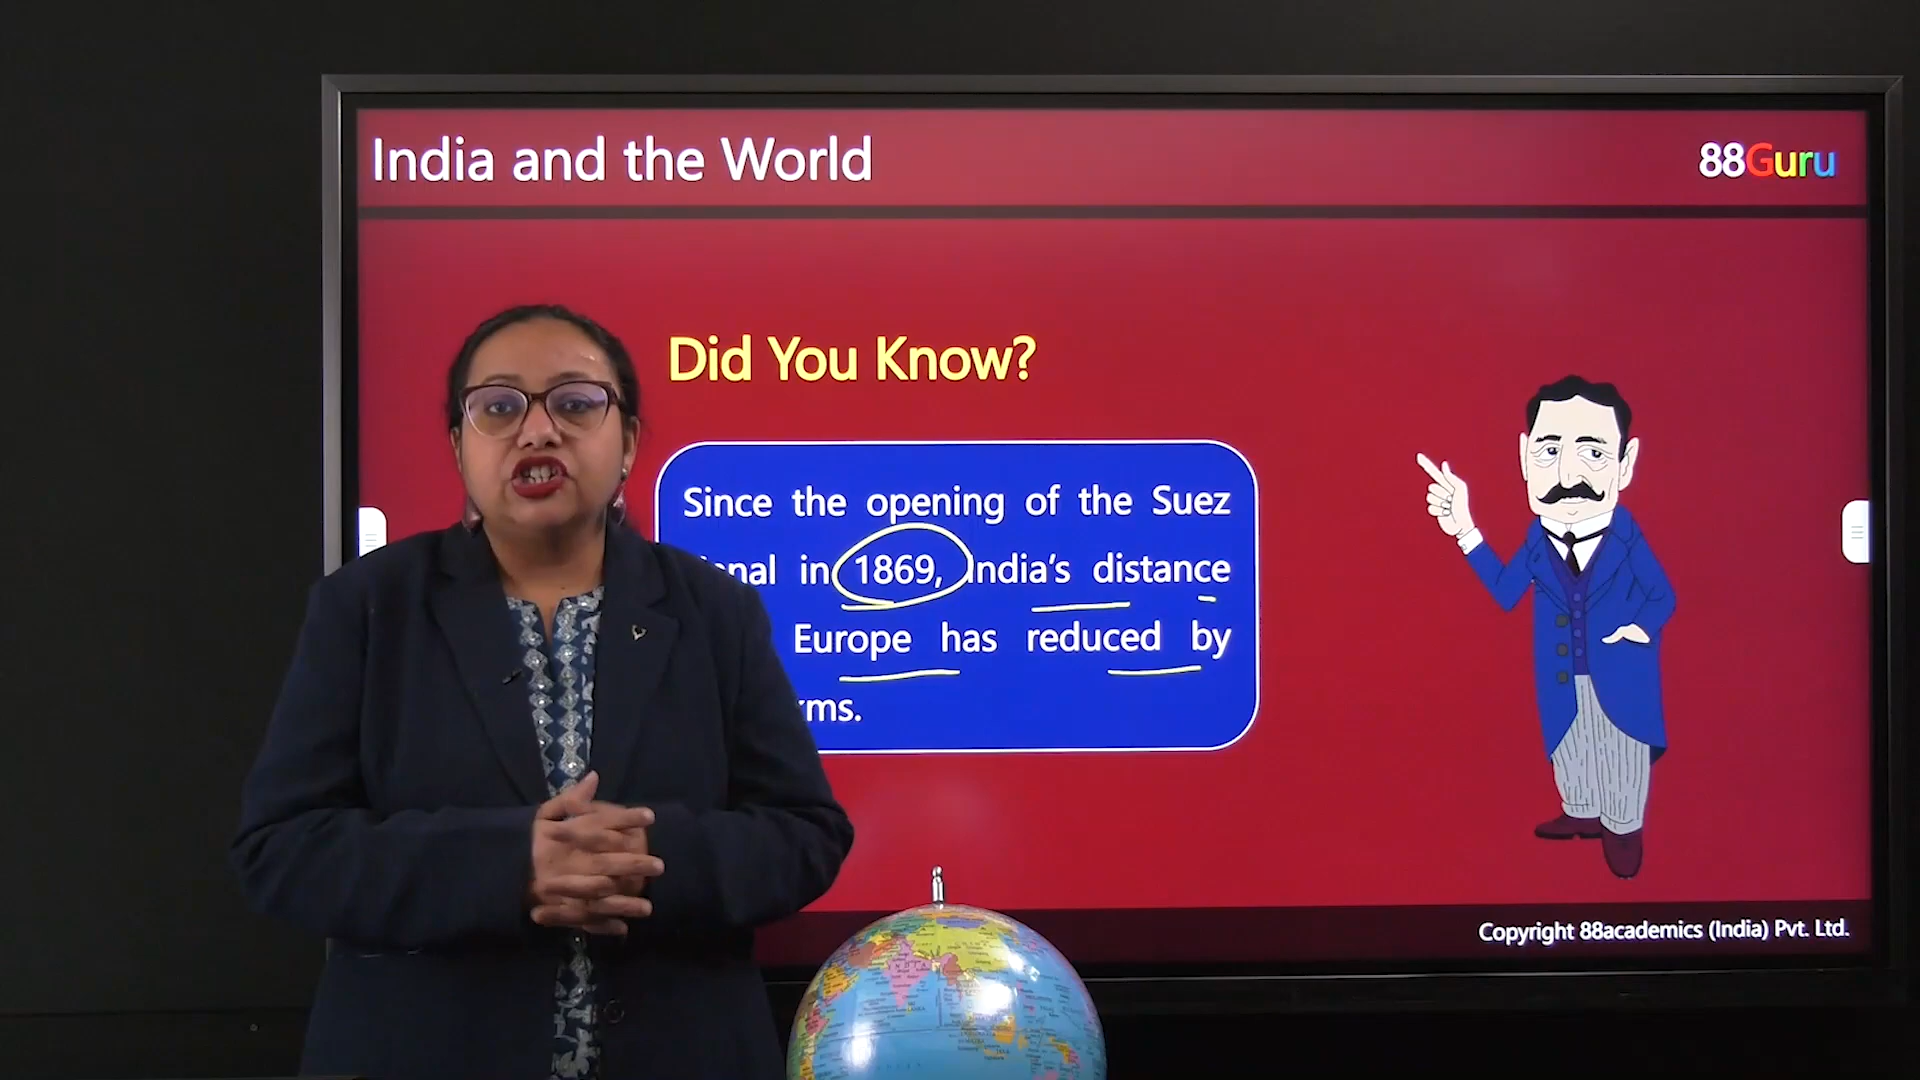 India and the World
88Guru
Did You Know?
Since the opening of the Suez
in 1869, India's distance
Europe has reduced by
kms.
Copyright 88academics (India) Pvt. Ltd.